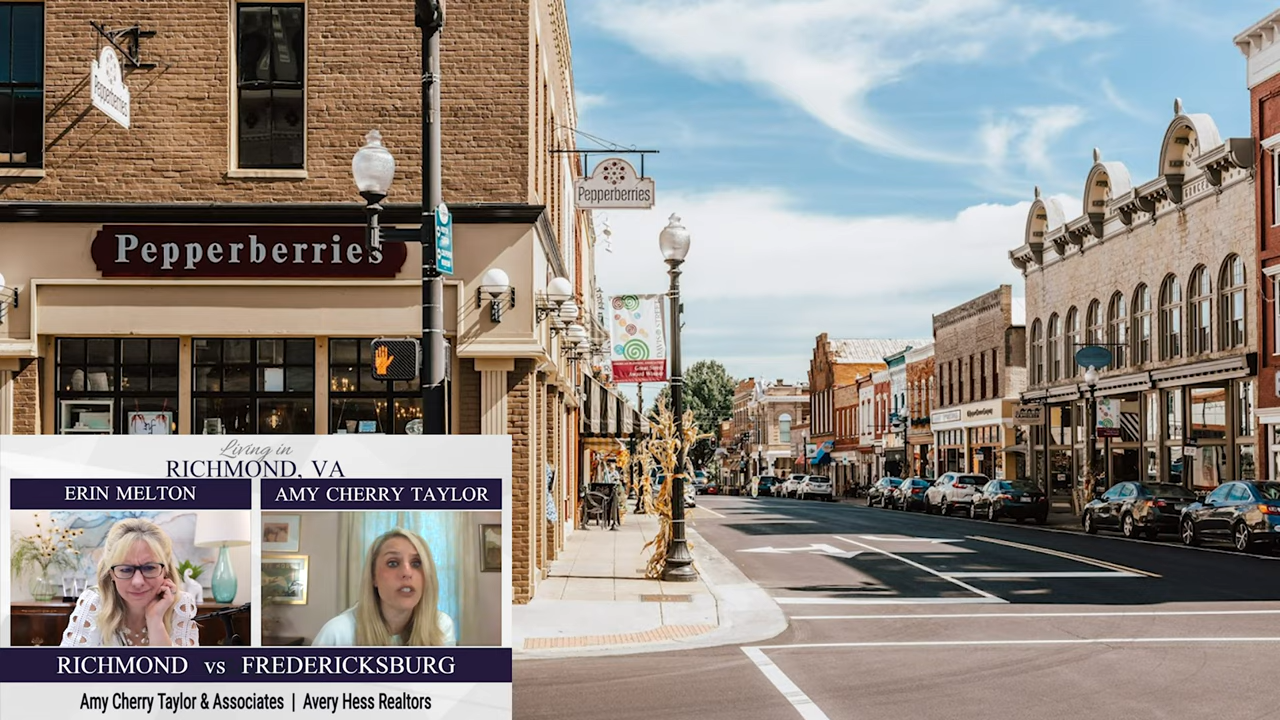 Pepperberries
Pepperberries
Pepperberries
Living in
RICHMOND, VA
ERIN MELTON
AMY CHERRY TAYLOR
RICHMOND vs FREDERICKSBURG
Amy Cherry Taylor & Associates | Avery Hess Realtors